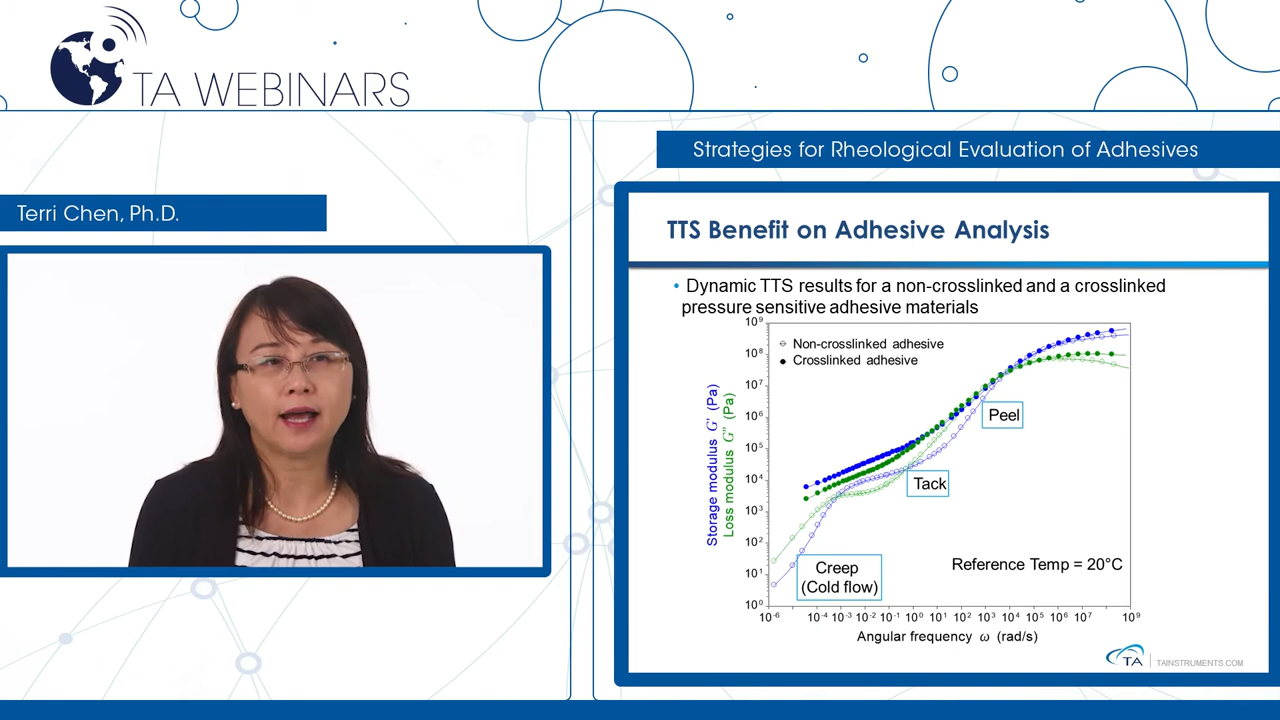 TA WEBINARS
Strategies for Rheological Evaluation of Adhesives
Terri Chen, Ph.D.
TTS Benefit on Adhesive Analysis
• Dynamic TTS results for a non-crosslinked and a crosslinked
pressure sensitive adhesive materials
10⁹
10⁸
10⁷
10⁶
10⁵
10⁴
10³
10²
10¹
10⁰
Storage modulus G' (Pa)
Loss modulus G'' (Pa)
Non-crosslinked adhesive
Crosslinked adhesive
Peel
Tack
Creep
(Cold flow)
Reference Temp = 20°C
10⁻⁶ 10⁻⁴ 10⁻³ 10⁻² 10⁻¹ 10⁰ 10¹ 10² 10³ 10⁴ 10⁵ 10⁶ 10⁷ 10⁹
Angular frequency ω (rad/s)
TA
TAINSTRUMENTS.COM